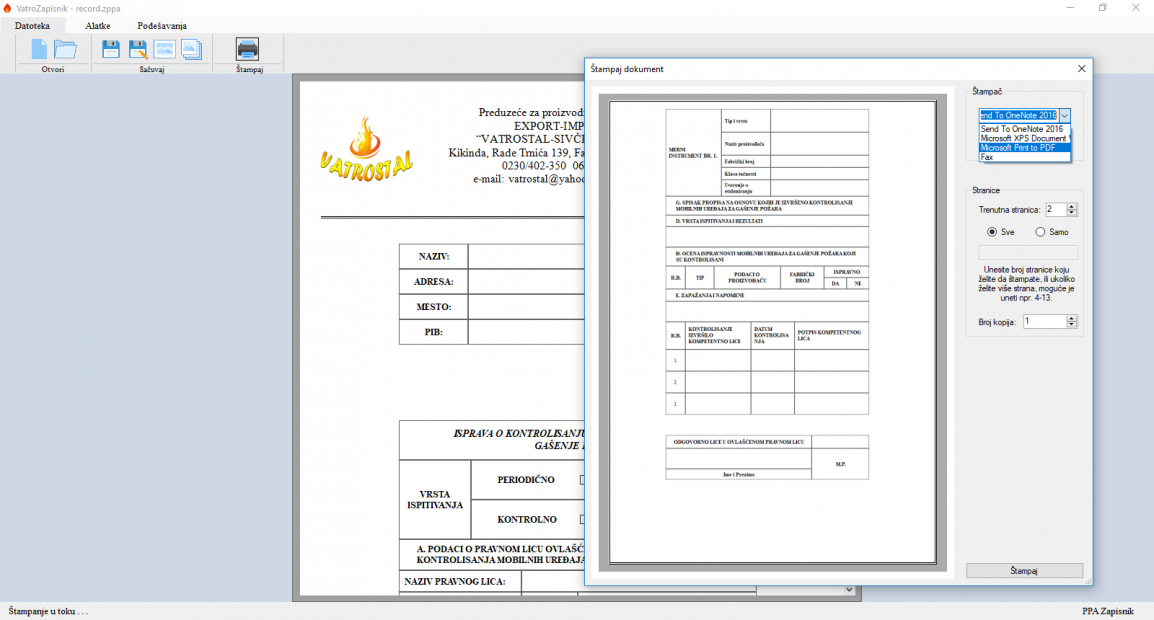 VatroZapisnik - record.zppa
Datoteka Alatke Podešavanja
Otvori Sačuvaj Štampaj
VATROSTAL
Preduzeće za proizvod
EXPORT-IMP
“VATROSTAL-SIVČE
Kikinda, Rade Trnića 139, Fa
0230/402-350 06
e-mail: vatrostal@yahoo
NAZIV:
ADRESA:
MESTO:
PIB:
ISPRAVA O KONTROLISANJU
GAŠENJE
VRSTA
ISPITIVANJA
PERIODIČNO
KONTROLNO
A. PODACI O PRAVNOM LICU OVLAŠĆ
KONTROLISANJA MOBILNIH UREĐAJA
NAZIV PRAVNOG LICA:
Štampaj dokument
MERNI
INSTRUMENT BR. 1.
Tip i vrsta
Naziv proizvođača
Fabrički broj
Klasa tačnosti
Uverenje o
etaloniranju
G. SPISAK PROPISA NA OSNOVU KOJIH JE IZVRŠENO KONTROLISANJE
MOBILNIH UREĐAJA ZA GAŠENJE POŽARA
D. VRSTA ISPITIVANJA I REZULTATI
Đ. OCENA ISPRAVNOSTI MOBILNIH UREĐAJA ZA GAŠENJE POŽARA KOJI
SU KONTROLISANI
R.B. TIP PODACI O
PROIZVOĐAČU FABRIČKI
BROJ ISPRAVNO
DA NE
E. ZAPAŽANJA I NAPOMENE
R.B. KONTROLISANJE
IZVRŠILO
KOMPETENTNO LICE DATUM
KONTROLISA
NJA POTPIS KOMPETENTNOG
LICA
1.
2.
3.
ODGOVORNO LICE U OVLAŠĆENOM PRAVNOM LICU
M.P.
Ime i Prezime
Štampač
end To OneNote 2016
Send To OneNote 2016
Microsoft XPS Document
Microsoft Print to PDF
Fax
Stranice
Trenutna stranica: 2
Sve Samo
Unesite broj stranice koju
želite da štampate, ili ukoliko
želite više strana, moguće je
uneti npr. 4-13.
Broj kopija: 1
Štampaj
Štampanje u toku . . .
PPA Zapisnik